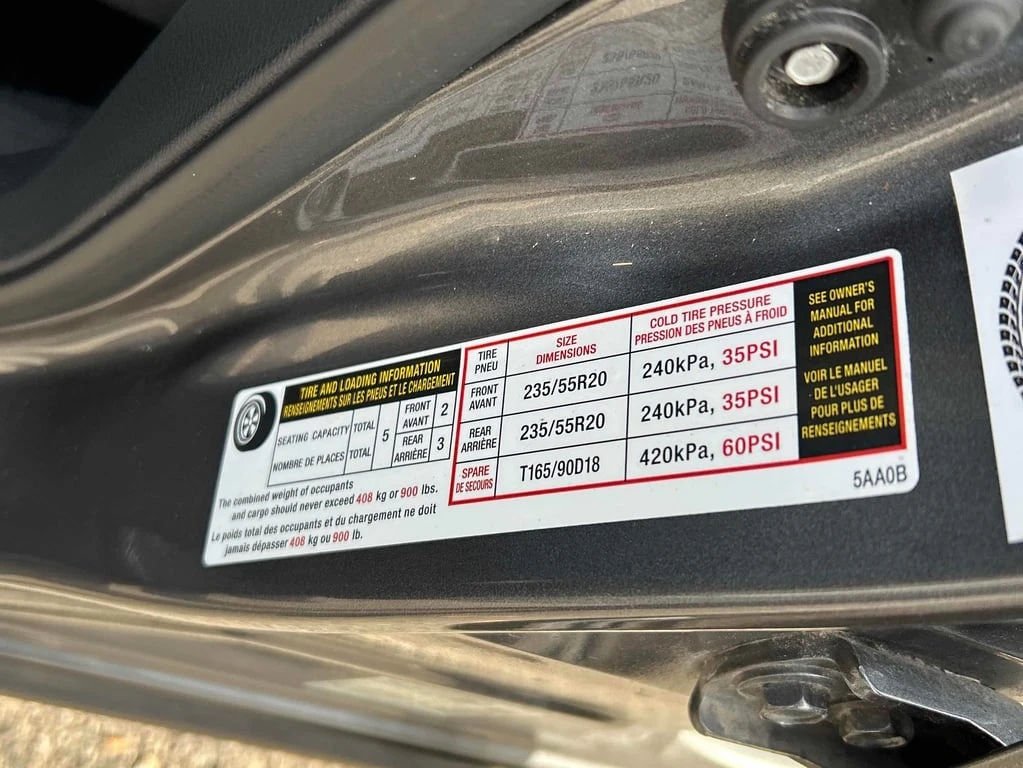 TIRE AND LOADING INFORMATION
RENSEIGNEMENTS SUR LES PNEUS ET LE CHARGEMENT
SEATING CAPACITY TOTAL 5 FRONT 2
AVANT
NOMBRE DE PLACES TOTAL REAR 3
ARRIÈRE
The combined weight of occupants
and cargo should never exceed 408 kg or 900 lbs.
Le poids total des occupants et du chargement ne doit
jamais dépasser 408 kg ou 900 lb.
TIRE
PNEU
SIZE
DIMENSIONS
COLD TIRE PRESSURE
PRESSION DES PNEUS À FROID
FRONT
AVANT
235/55R20
240kPa, 35PSI
REAR
ARRIÈRE
235/55R20
240kPa, 35PSI
SPARE
DE SECOURS
T165/90D18
420kPa, 60PSI
SEE OWNER'S
MANUAL FOR
ADDITIONAL
INFORMATION
VOIR LE MANUEL
DE L'USAGER
POUR PLUS DE
RENSEIGNEMENTS
5AA0B